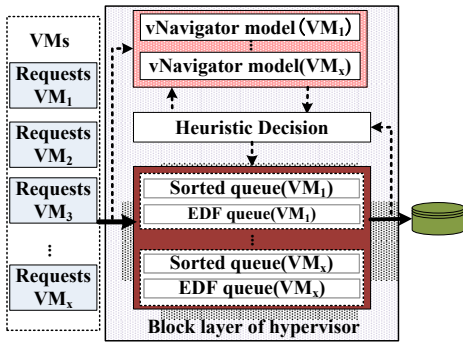 VMs
Requests
VM1
Requests
VM2
Requests
VM3
⋮
Requests
VMx
vNavigator model(VM1)
⋮
vNavigator model(VMx)
Heuristic Decision
Sorted queue(VM1)
EDF queue(VM1)
⋮
Sorted queue(VMx)
EDF queue(VMx)
Block layer of hypervisor